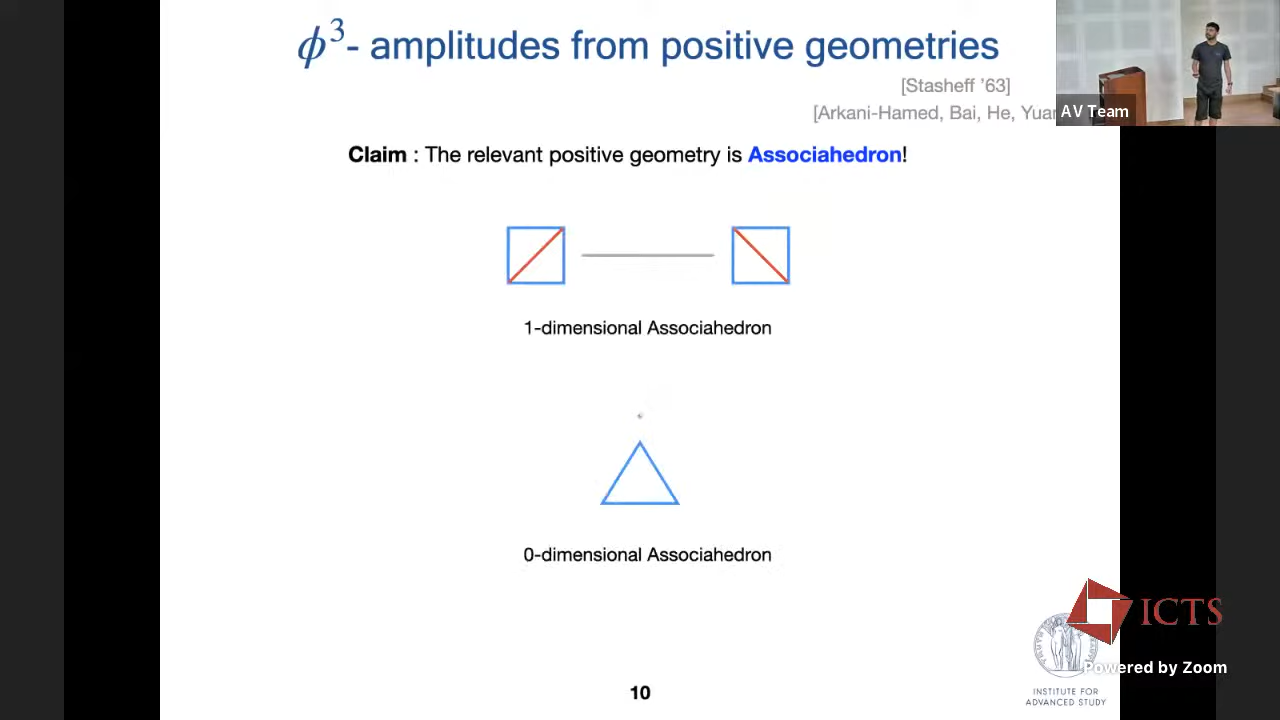 ϕ³- amplitudes from positive geometries
[Stasheff '63]
[Arkani-Hamed, Bai, He,
AV Team
Claim : The relevant positive geometry is Associahedron!
1-dimensional Associahedron
0-dimensional Associahedron
ICTS
Powered by Zoom
INSTITUTE FOR
ADVANCED STUDY
10